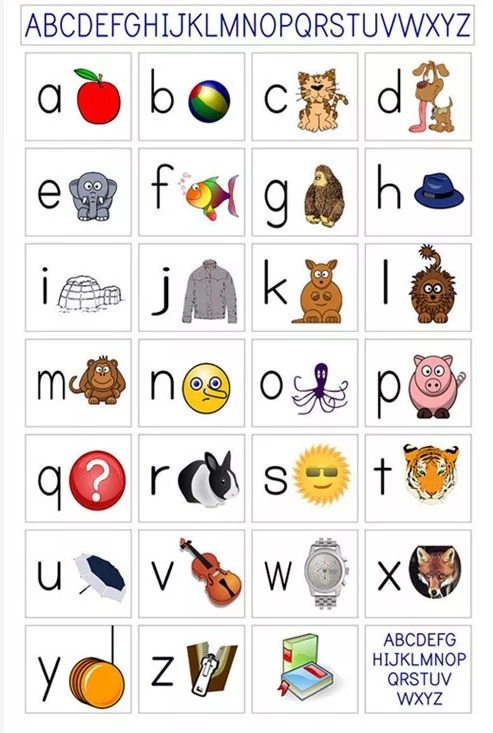 ABCDEFGHIJKLMNOPQRSTUVWXYZ
a b c d
e f g h
i j k l
m n o p
q ? r s t
u v w x
y z
ABCDEFG
HIJKLMNOP
QRSTUV
WXYZ